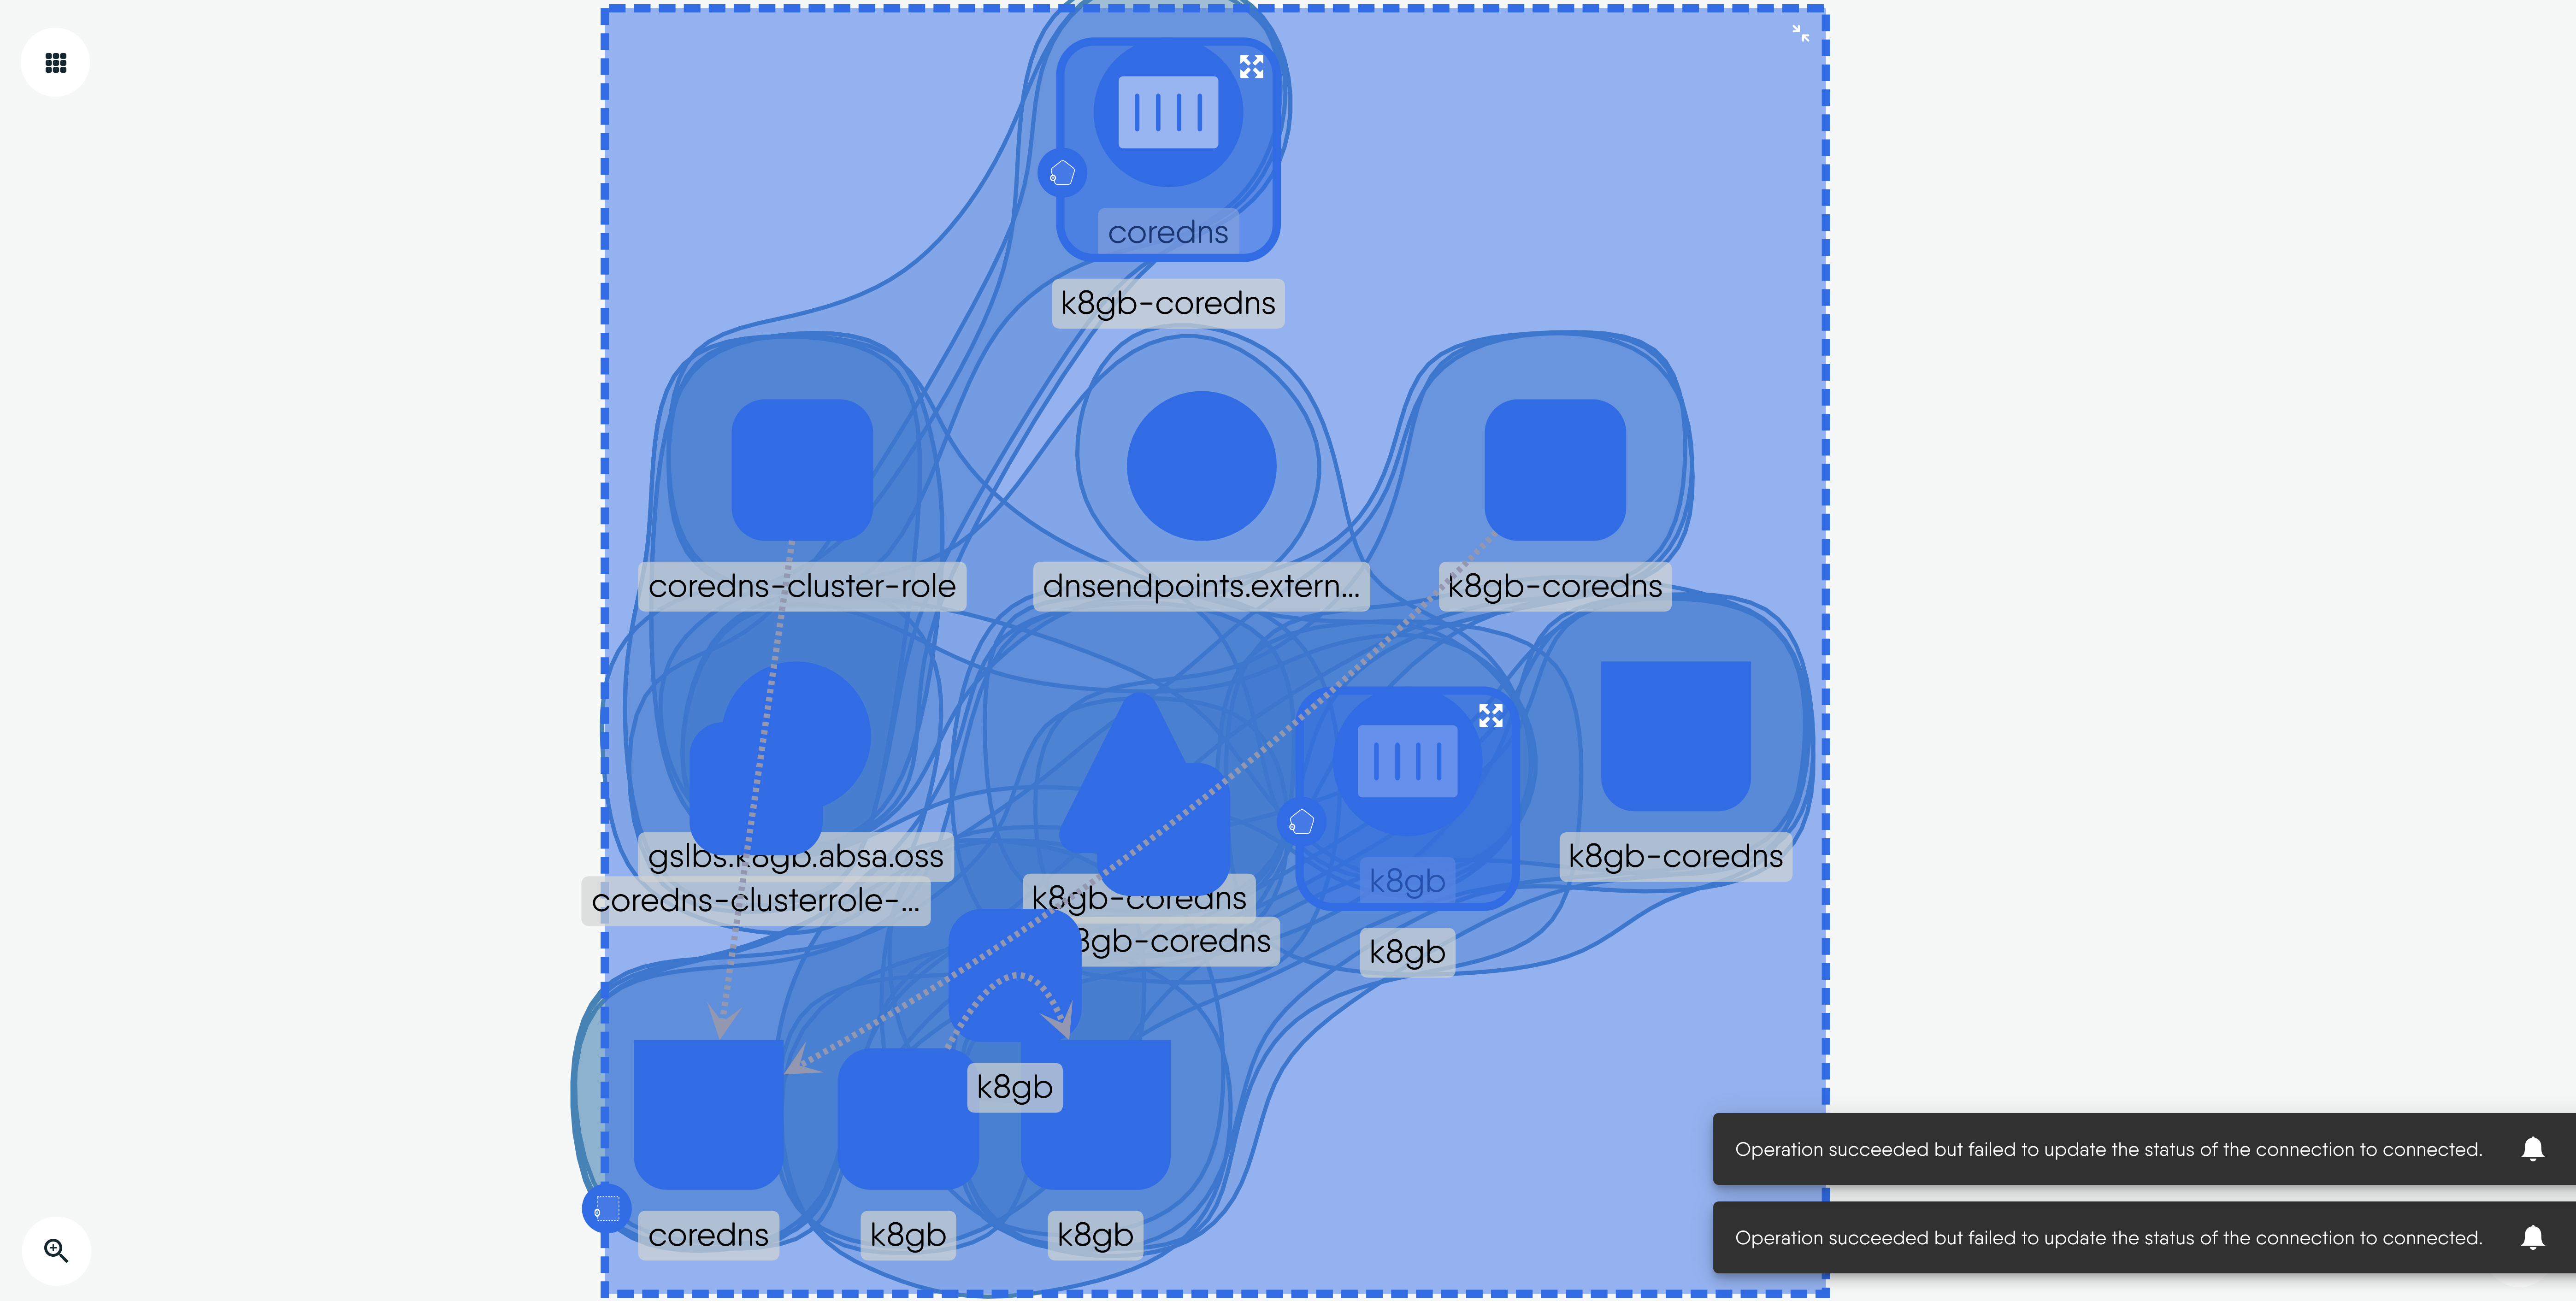 coredns
k8gb-coredns
coredns-cluster-role
dnsendpoints.extern...
k8gb-coredns
gslbs.k8gb.absa.oss
coredns-clusterrole-...
k8gb-coredns
8gb-coredns
k8gb
k8gb
k8gb-coredns
k8gb
coredns
k8gb
k8gb
Operation succeeded but failed to update the status of the connection to connected.
Operation succeeded but failed to update the status of the connection to connected.